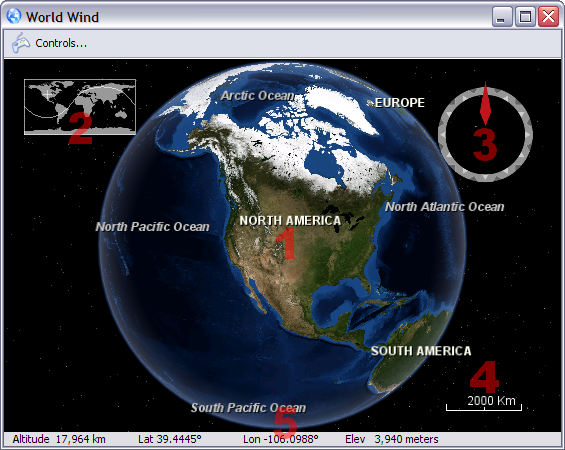 World Wind
Controls...
Arctic Ocean
EUROPE
2
3
North Atlantic Ocean
NORTH AMERICA
North Pacific Ocean
1
SOUTH AMERICA
4
2000 Km
South Pacific Ocean
5
Altitude 17,964 km Lat 39.4445° Lon -106.0988° Elev 3,940 meters